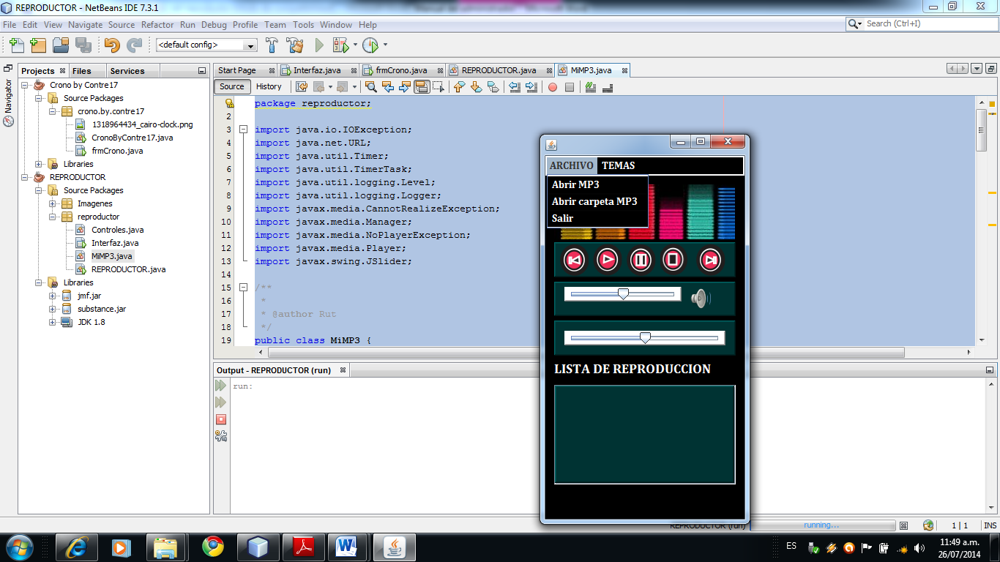 REPRODUCTOR - NetBeans IDE 7.3.1
File Edit View Navigate Source Refactor Run Debug Profile Team Tools Window Help
Search (Ctrl+I)
<default config>
Projects Files Services
Navigator
Crono by Contre17
Source Packages
crono.by.contre17
1318964434_cairo-clock.png
CronoByContre17.java
frmCrono.java
Libraries
REPRODUCTOR
Source Packages
Imagenes
reproductor
Controles.java
Interfaz.java
MiMP3.java
REPRODUCTOR.java
Libraries
jmf.jar
substance.jar
JDK 1.8
Start Page Interfaz.java frmCrono.java REPRODUCTOR.java MiMP3.java
Source History
package reproductor;
2
3 import java.io.IOException;
4 import java.net.URL;
5 import java.util.Timer;
6 import java.util.TimerTask;
7 import java.util.logging.Level;
8 import java.util.logging.Logger;
9 import javax.media.CannotRealizeException;
10 import javax.media.Manager;
11 import javax.media.NoPlayerException;
12 import javax.media.Player;
13 import javax.swing.JSlider;
14
15 /**
16 *
17 * @author Rut
18 */
19 public class MiMP3 {
Output - REPRODUCTOR (run)
run:
ARCHIVO TEMAS
Abrir MP3
Abrir carpeta MP3
Salir
LISTA DE REPRODUCCION
REPRODUCTOR (run) running... 1 | 1 INS
ES
11:49 a.m.
26/07/2014